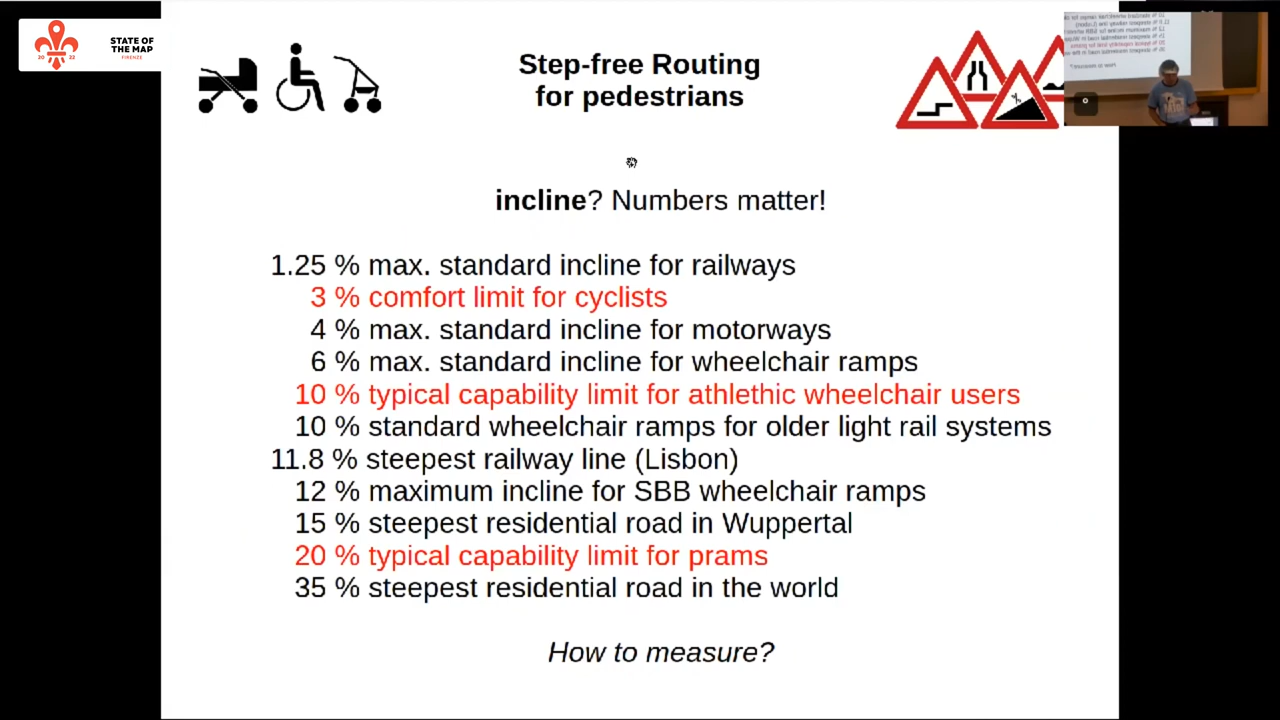 STATE OF
THE MAP
20 22
FIRENZE
Step-free Routing
for pedestrians
incline? Numbers matter!
1.25 % max. standard incline for railways
3 % comfort limit for cyclists
4 % max. standard incline for motorways
6 % max. standard incline for wheelchair ramps
10 % typical capability limit for athlethic wheelchair users
10 % standard wheelchair ramps for older light rail systems
11.8 % steepest railway line (Lisbon)
12 % maximum incline for SBB wheelchair ramps
15 % steepest residential road in Wuppertal
20 % typical capability limit for prams
35 % steepest residential road in the world
How to measure?